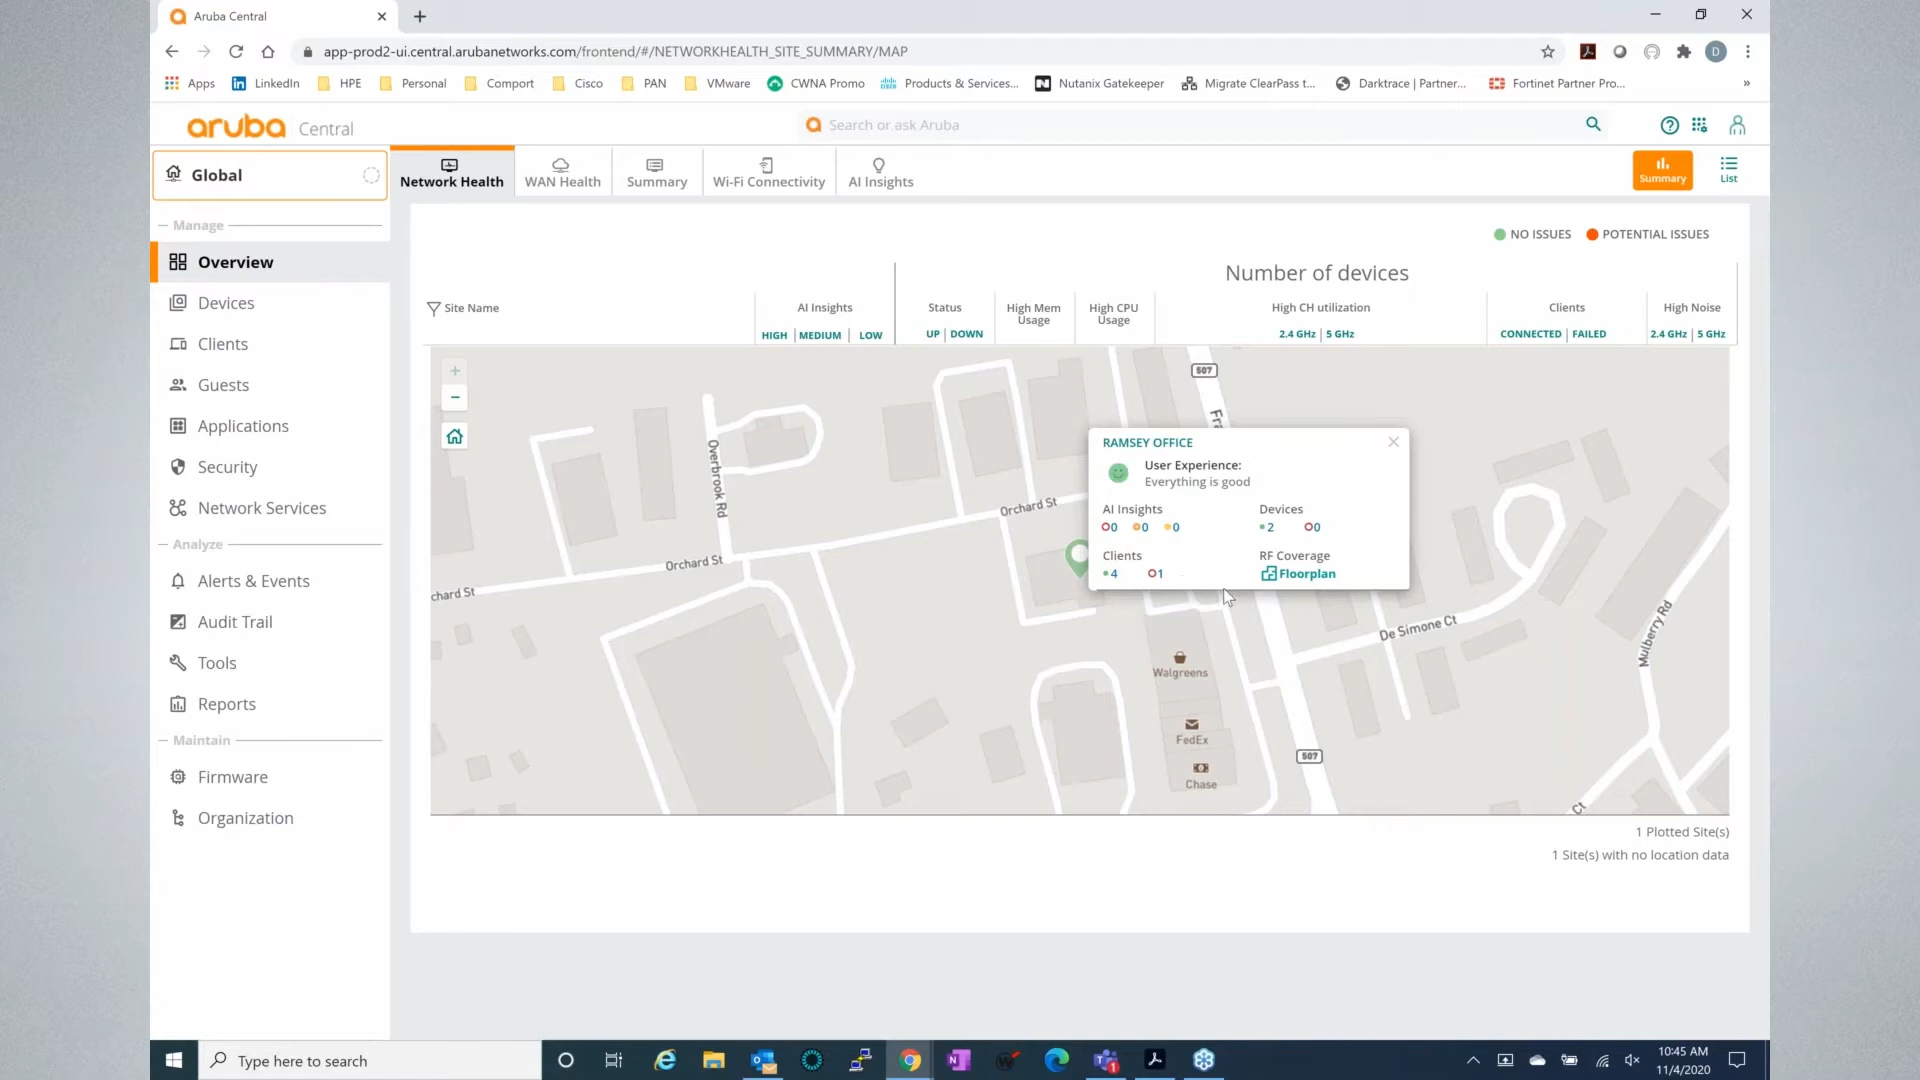 Aruba Central
app-prod2-ui.central.arubanetworks.com/frontend/#/NETWORKHEALTH_SITE_SUMMARY/MAP
D
Apps LinkedIn HPE Personal Comport Cisco PAN VMware CWNA Promo Products & Services... Nutanix Gatekeeper Migrate ClearPass t... Darktrace | Partner... Fortinet Partner Pro... »
aruba Central
Search or ask Aruba
Global
Network Health
WAN Health
Summary
Wi-Fi Connectivity
AI Insights
Summary
List
Manage
Overview
Devices
Clients
Guests
Applications
Security
Network Services
Analyze
Alerts & Events
Audit Trail
Tools
Reports
Maintain
Firmware
Organization
NO ISSUES POTENTIAL ISSUES
Number of devices
Site Name
AI Insights
HIGH | MEDIUM | LOW
Status
UP | DOWN
High Mem
Usage
High CPU
Usage
High CH utilization
2.4 GHz | 5 GHz
Clients
CONNECTED | FAILED
High Noise
2.4 GHz | 5 GHz
+
−
507
Overbrook Rd
Orchard St
Orchard St
chard St
Fra
RAMSEY OFFICE
User Experience:
Everything is good
AI Insights
0 0 0
Devices
2 0
Clients
4 1
RF Coverage
Floorplan
De Simone Ct
Mulberry Rd
Walgreens
FedEx
Chase
507
Ct
1 Plotted Site(s)
1 Site(s) with no location data
Type here to search
10:45 AM
11/4/2020